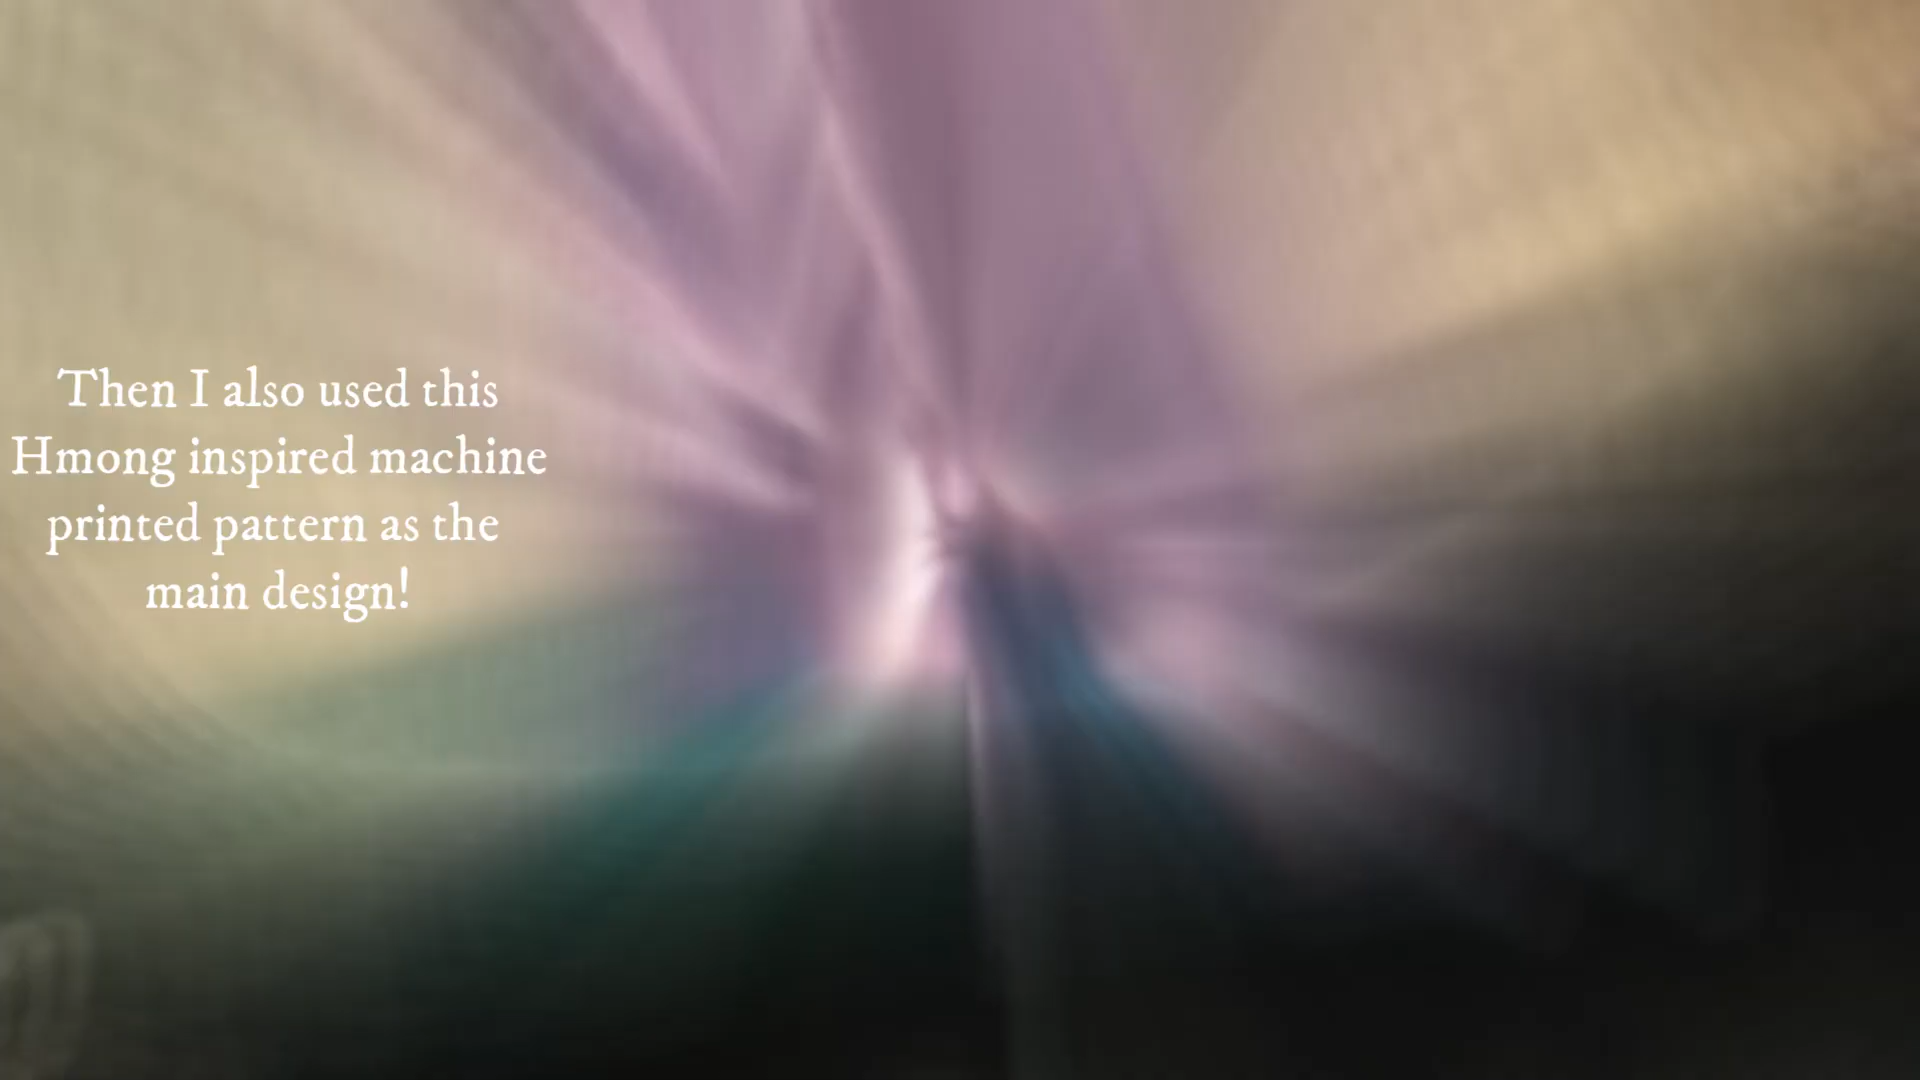 Then I also used this
Hmong inspired machine
printed pattern as the
main design!